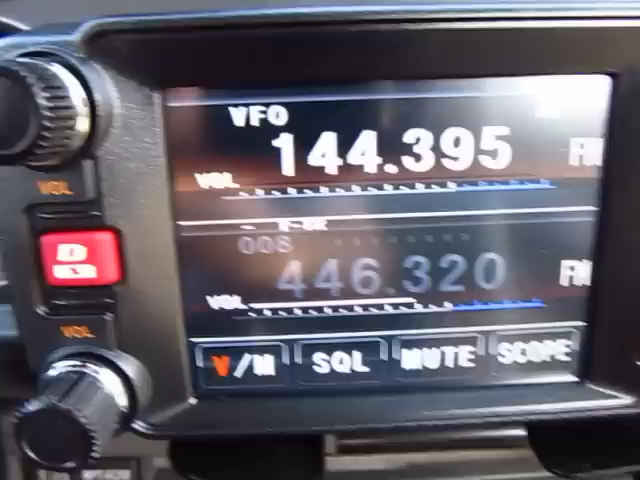 VFO
144.395
FM
VOL
VOL
D
008
446.320
FM
VOL
VOL
V/M SQL MUTE SCOPE